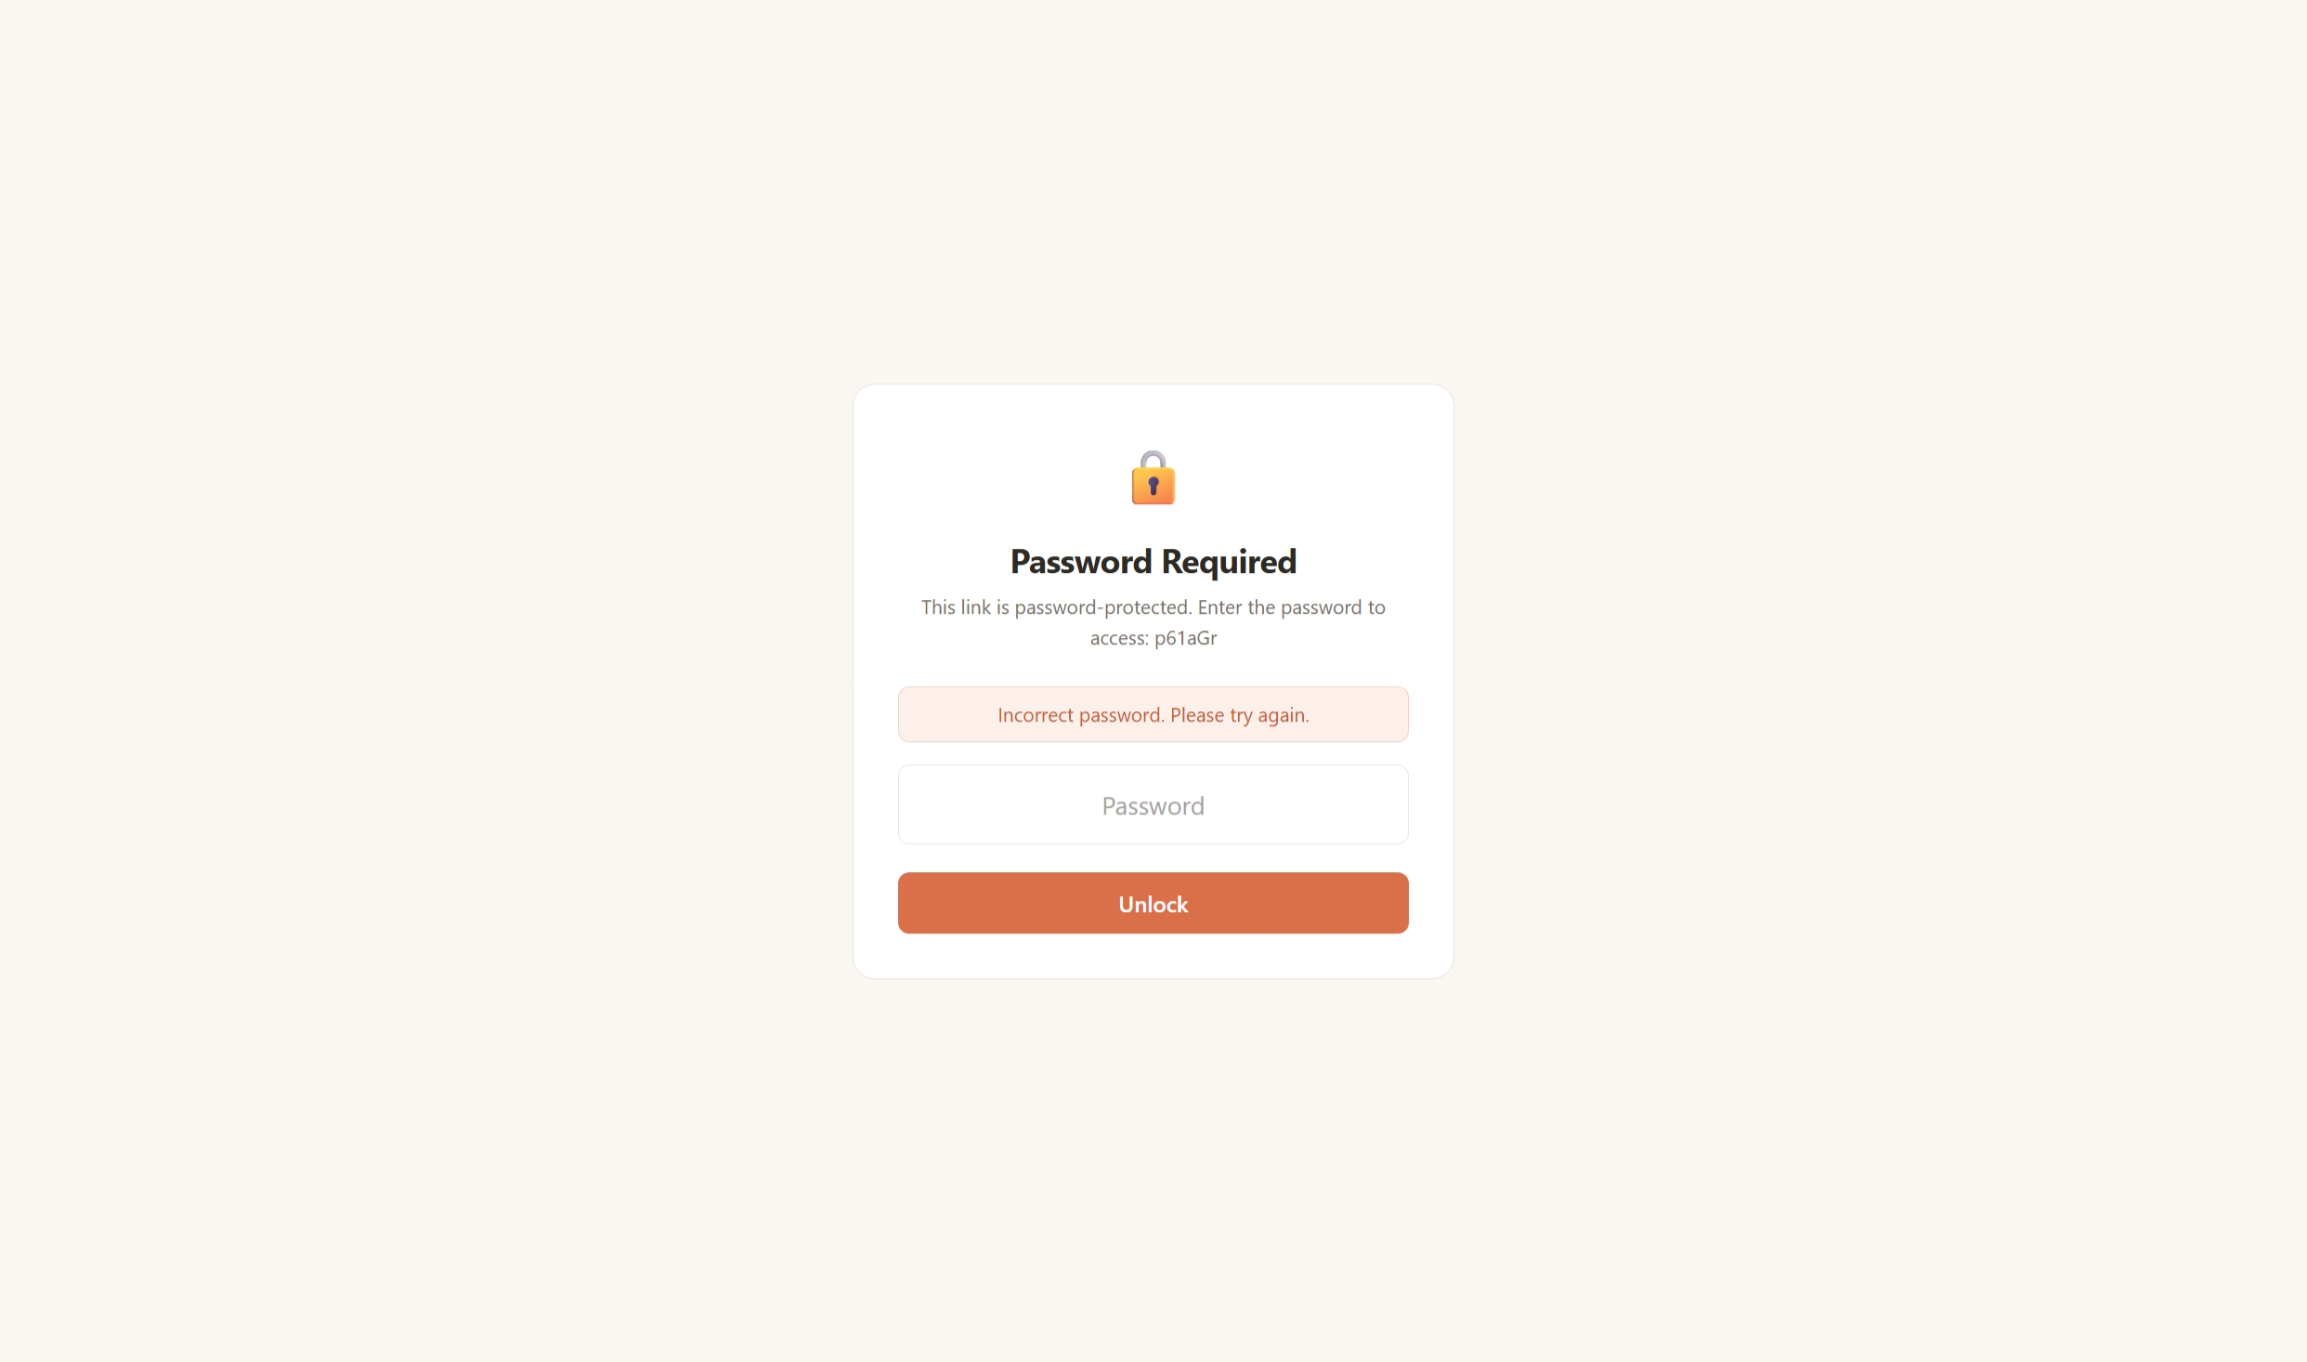 Password Required
This link is password-protected. Enter the password to
access: p61aGr
Incorrect password. Please try again.
Password
Unlock